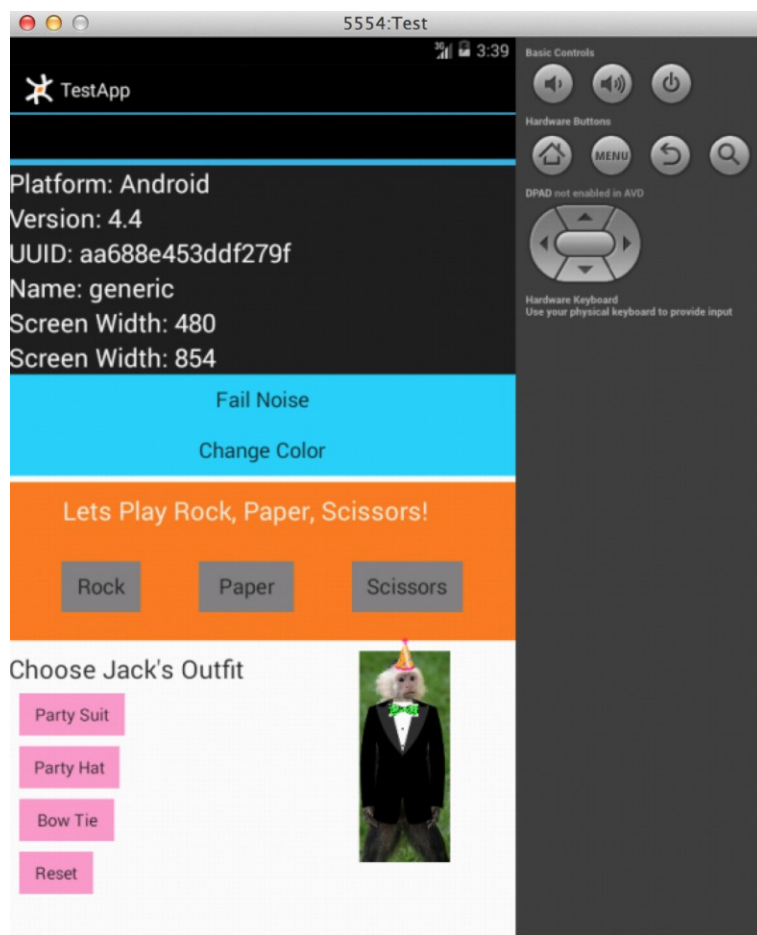 5554:Test
3G 3:39
TestApp
Platform: Android
Version: 4.4
UUID: aa688e453ddf279f
Name: generic
Screen Width: 480
Screen Width: 854
Fail Noise
Change Color
Lets Play Rock, Paper, Scissors!
Rock Paper Scissors
Choose Jack's Outfit
Party Suit
Party Hat
Bow Tie
Reset
Basic Controls
Hardware Buttons
MENU
DPAD not enabled in AVD
Hardware Keyboard
Use your physical keyboard to provide input